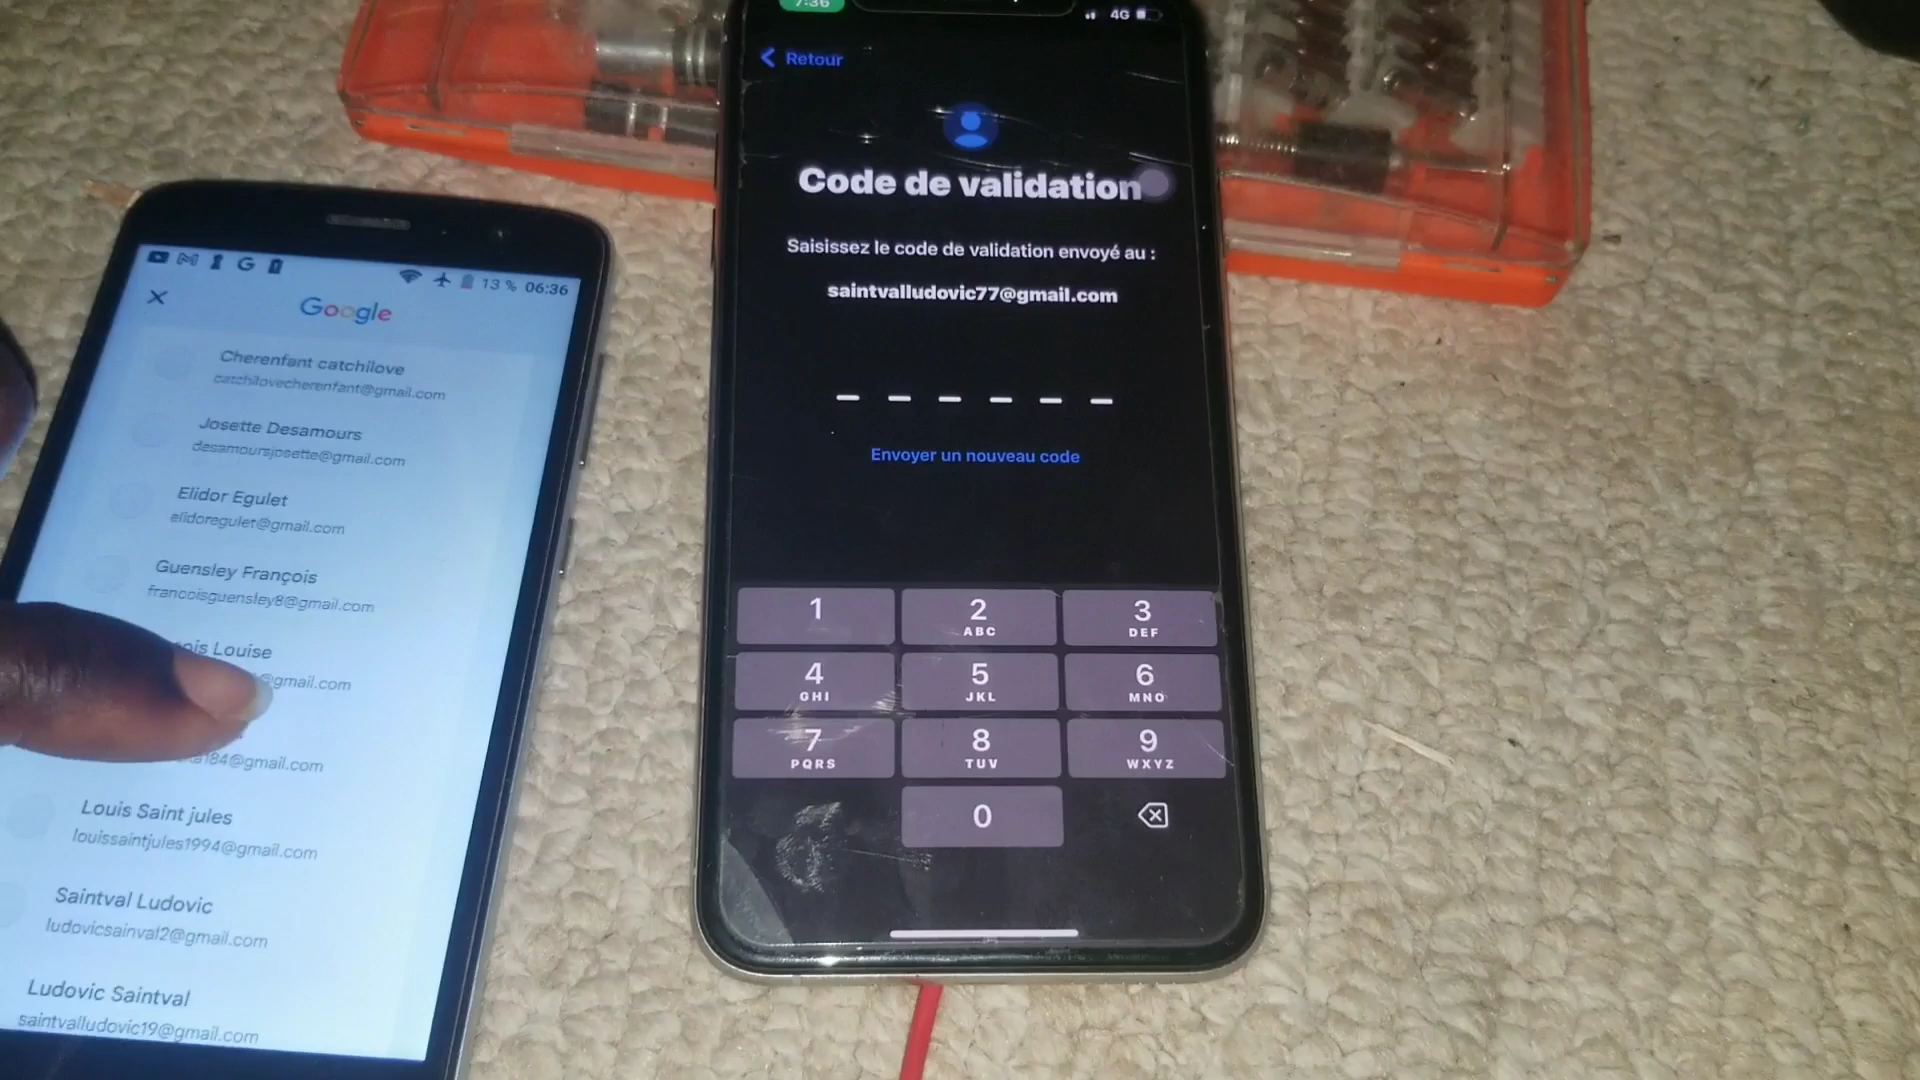 13 % 06:36
Google
Cherenfant catchilove
catchilovecherenfant@gmail.com
Josette Desamours
desamoursjosette@gmail.com
Elidor Egulet
elidoregulet@gmail.com
Guensley François
francoisguensley8@gmail.com
Louise
@gmail.com
184@gmail.com
Louis Saint jules
louissaintjules1994@gmail.com
Saintval Ludovic
ludovicsainval2@gmail.com
Ludovic Saintval
saintvalludovic19@gmail.com
7:36
4G
Retour
Code de validation
Saisissez le code de validation envoyé au :
saintvalludovic77@gmail.com
Envoyer un nouveau code
1
2
ABC
3
DEF
4
GHI
5
JKL
6
MNO
7
PQRS
8
TUV
9
WXYZ
0